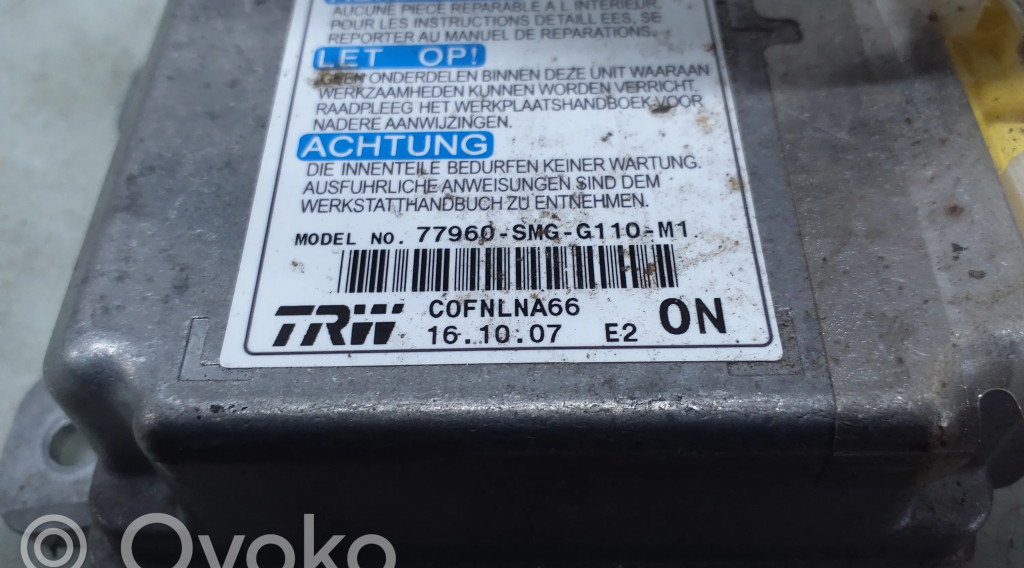 AUCUNE PIECE REPARABLE A L INTERIEUR.
POUR LES INSTRUCTIONS DETAILL EES, SE
REPORTER AU MANUEL DE REPARATIONS.
LET OP!
GEEN ONDERDELEN BINNEN DEZE UNIT WAARAAN
WERKZAAMHEDEN KUNNEN WORDEN VERRICHT.
RAADPLEEG HET WERKPLAATSHANDBOEK VOOR
NADERE AANWIJZINGEN.
ACHTUNG
DIE INNENTEILE BEDURFEN KEINER WARTUNG.
AUSFUHRLICHE ANWEISUNGEN SIND DEM
WERKSTATTHANDBUCH ZU ENTNEHMEN.
MODEL NO. 77960-SMG-G110-M1
TRW C0FNLNA66 ON
16.10.07 E2
Ovoko